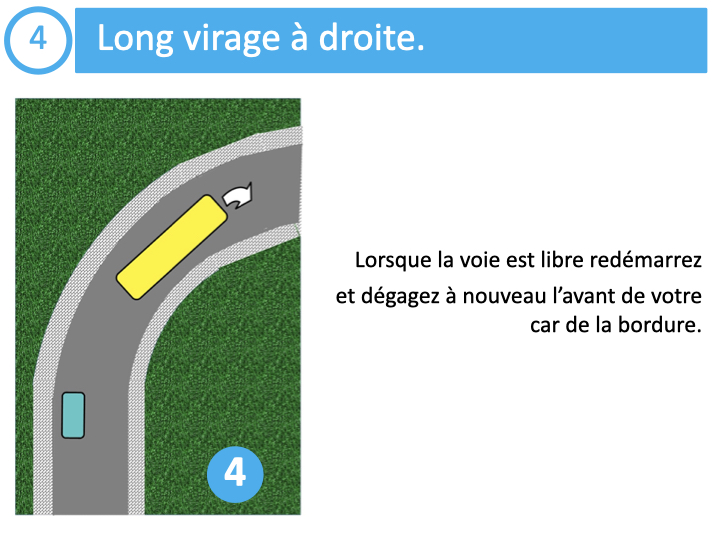 4
Long virage à droite.
Lorsque la voie est libre redémarrez
et dégagez à nouveau l’avant de votre
car de la bordure.
4